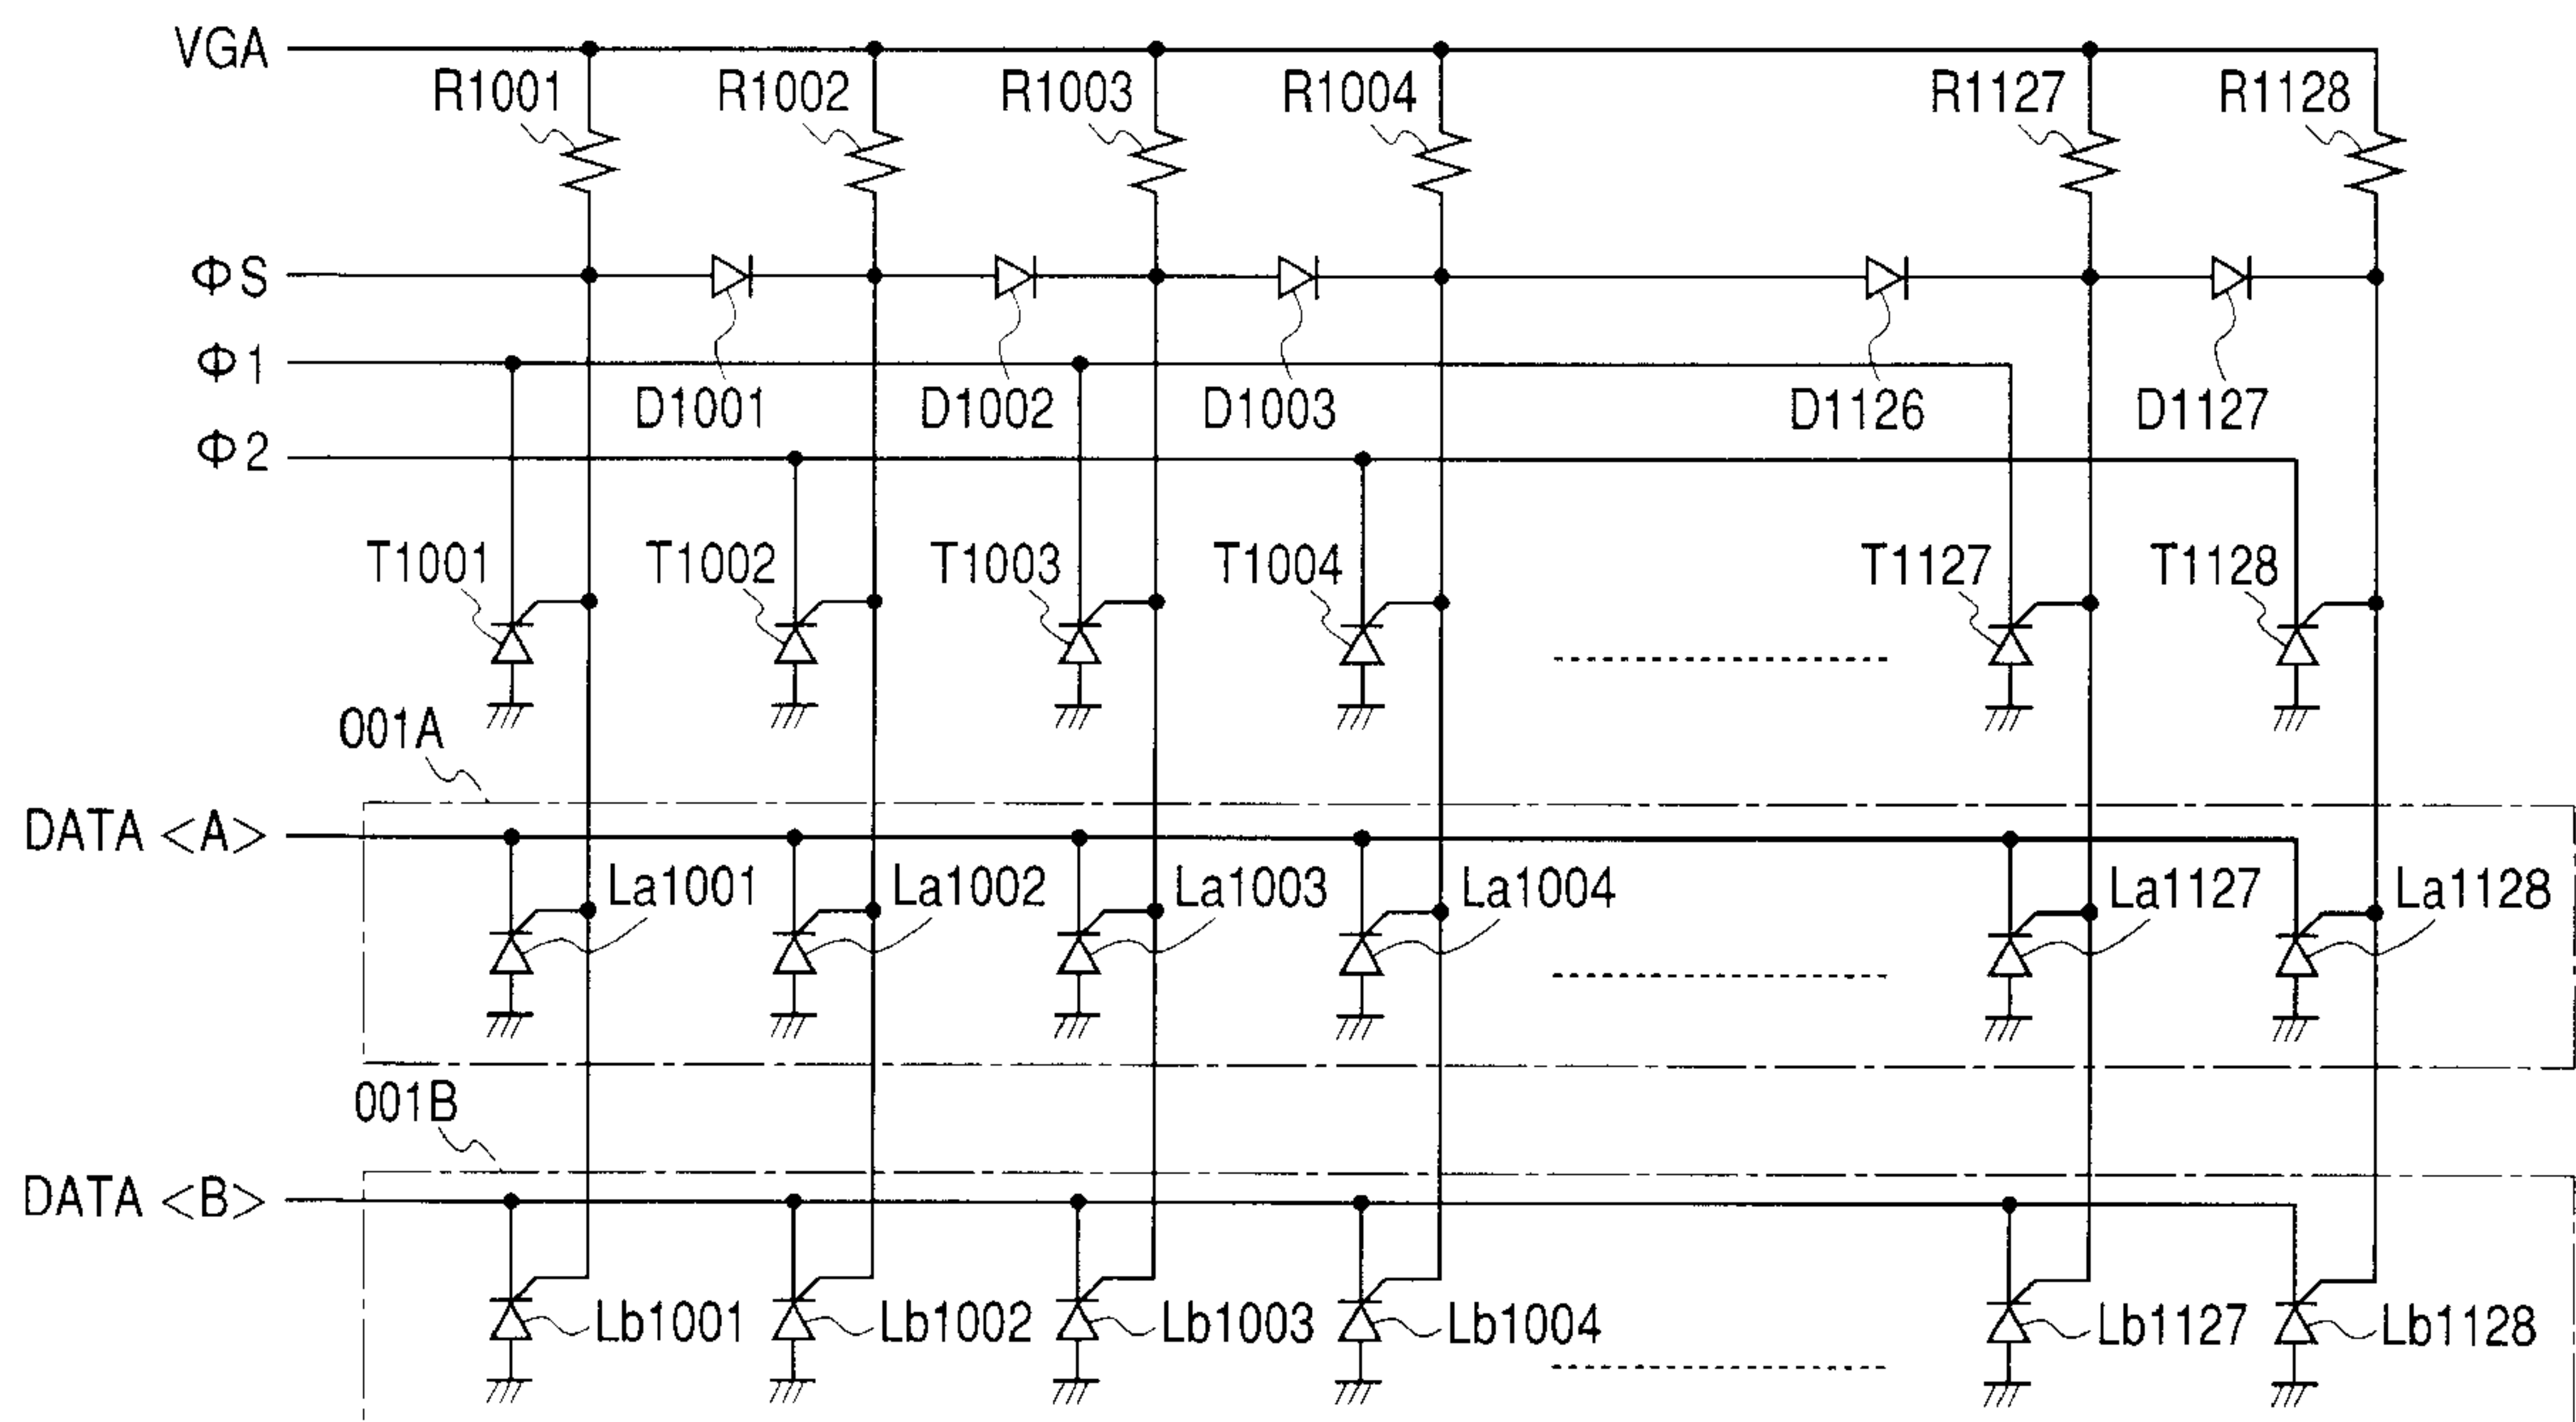 VGA
R1001 R1002 R1003 R1004 R1127 R1128
ΦS
Φ1
D1001 D1002 D1003 D1126 D1127
Φ2
T1001 T1002 T1003 T1004 T1127 T1128
001A
DATA <A>
La1001 La1002 La1003 La1004 La1127 La1128
001B
DATA <B>
Lb1001 Lb1002 Lb1003 Lb1004 Lb1127 Lb1128